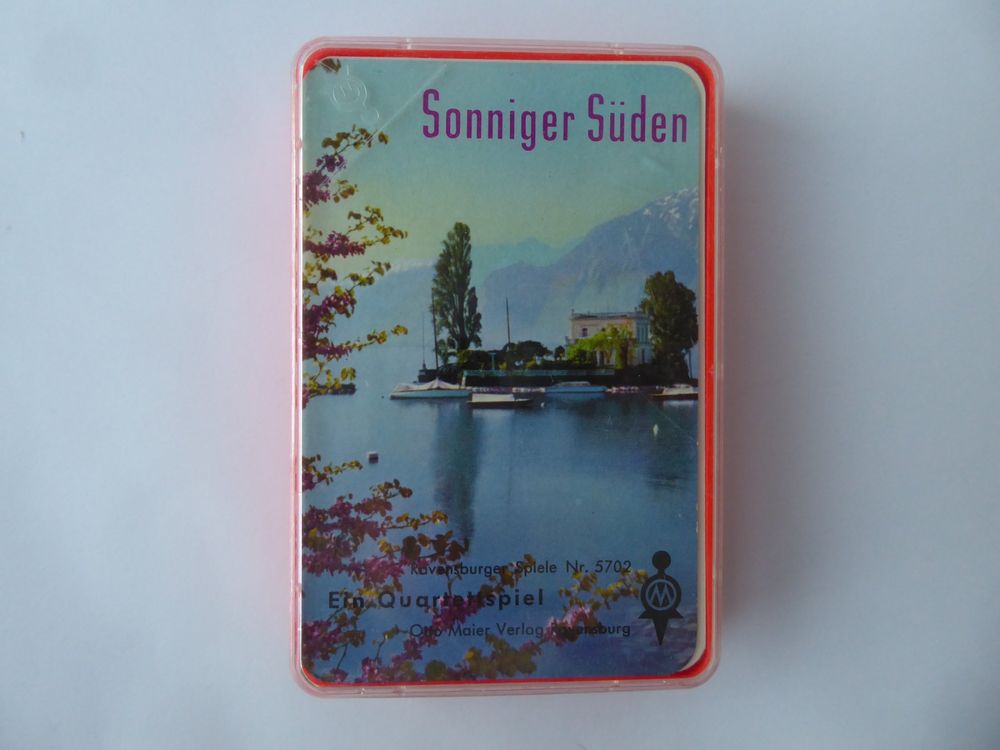 Sonniger Süden
Ravensburger Spiele Nr. 5702
Ein Quartettspiel
Otto Maier Verlag Ravensburg
M